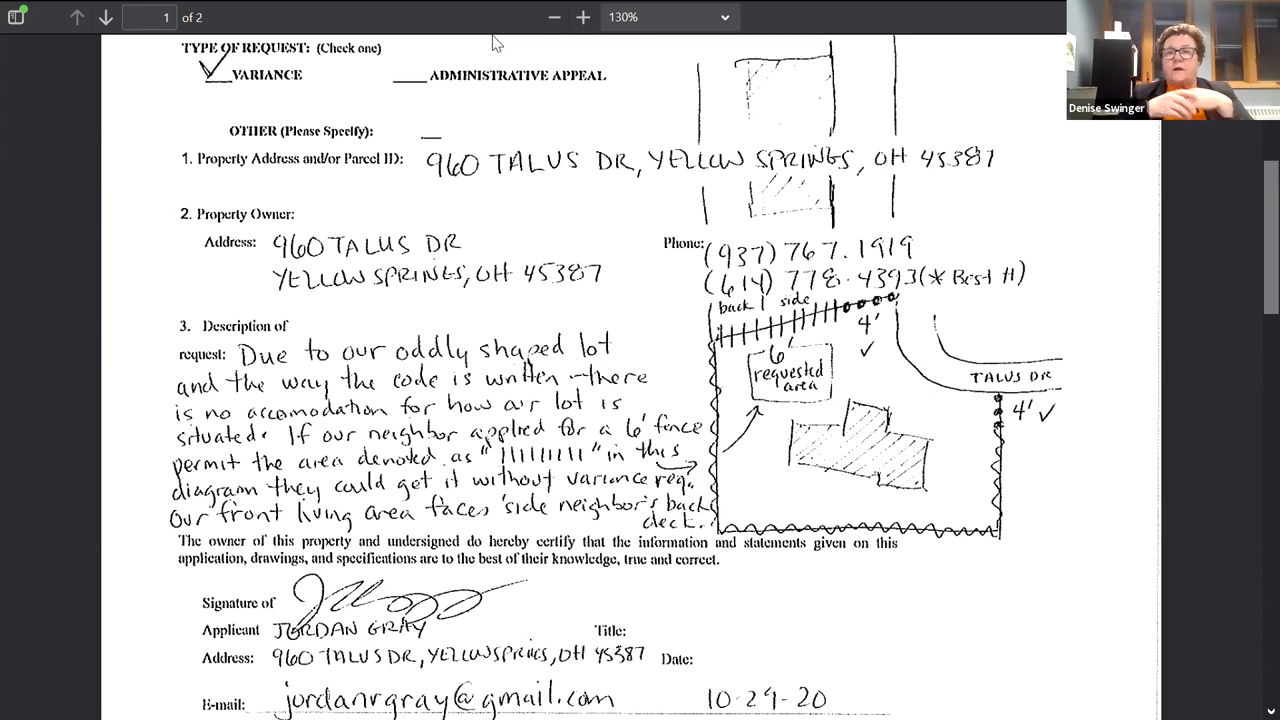 1 of 2
130%
Denise Swinger
TYPE OF REQUEST: (Check one)
VARIANCE ADMINISTRATIVE APPEAL
OTHER (Please Specify):
1. Property Address and/or Parcel ID: 960 TALUS DR, YELLOW SPRINGS, OH 45387
2. Property Owner:
Address: 960 TALUS DR
YELLOW SPRINGS, OH 45387
Phone: (937) 767.1919
(614) 778.4393 (* Best #)
back side
4'
6'
requested
area
TALUS DR
4'
3. Description of
request: Due to our oddly shaped lot
and the way the code is written there
is no accomodation for how our lot is
situated. If our neighbor applied for a 6' fence
permit the area denoted as "111111111" in this
diagram they could get it without variance req.
Our front living area faces side neighbor's back
deck.
The owner of this property and undersigned do hereby certify that the information and statements given on this
application, drawings, and specifications are to the best of their knowledge, true and correct.
Signature of
Applicant JORDAN GRAY Title:
Address: 960 TALUS DR, YELLOW SPRINGS, OH 45387 Date:
E-mail: jordanrgray@gmail.com 10-29-20